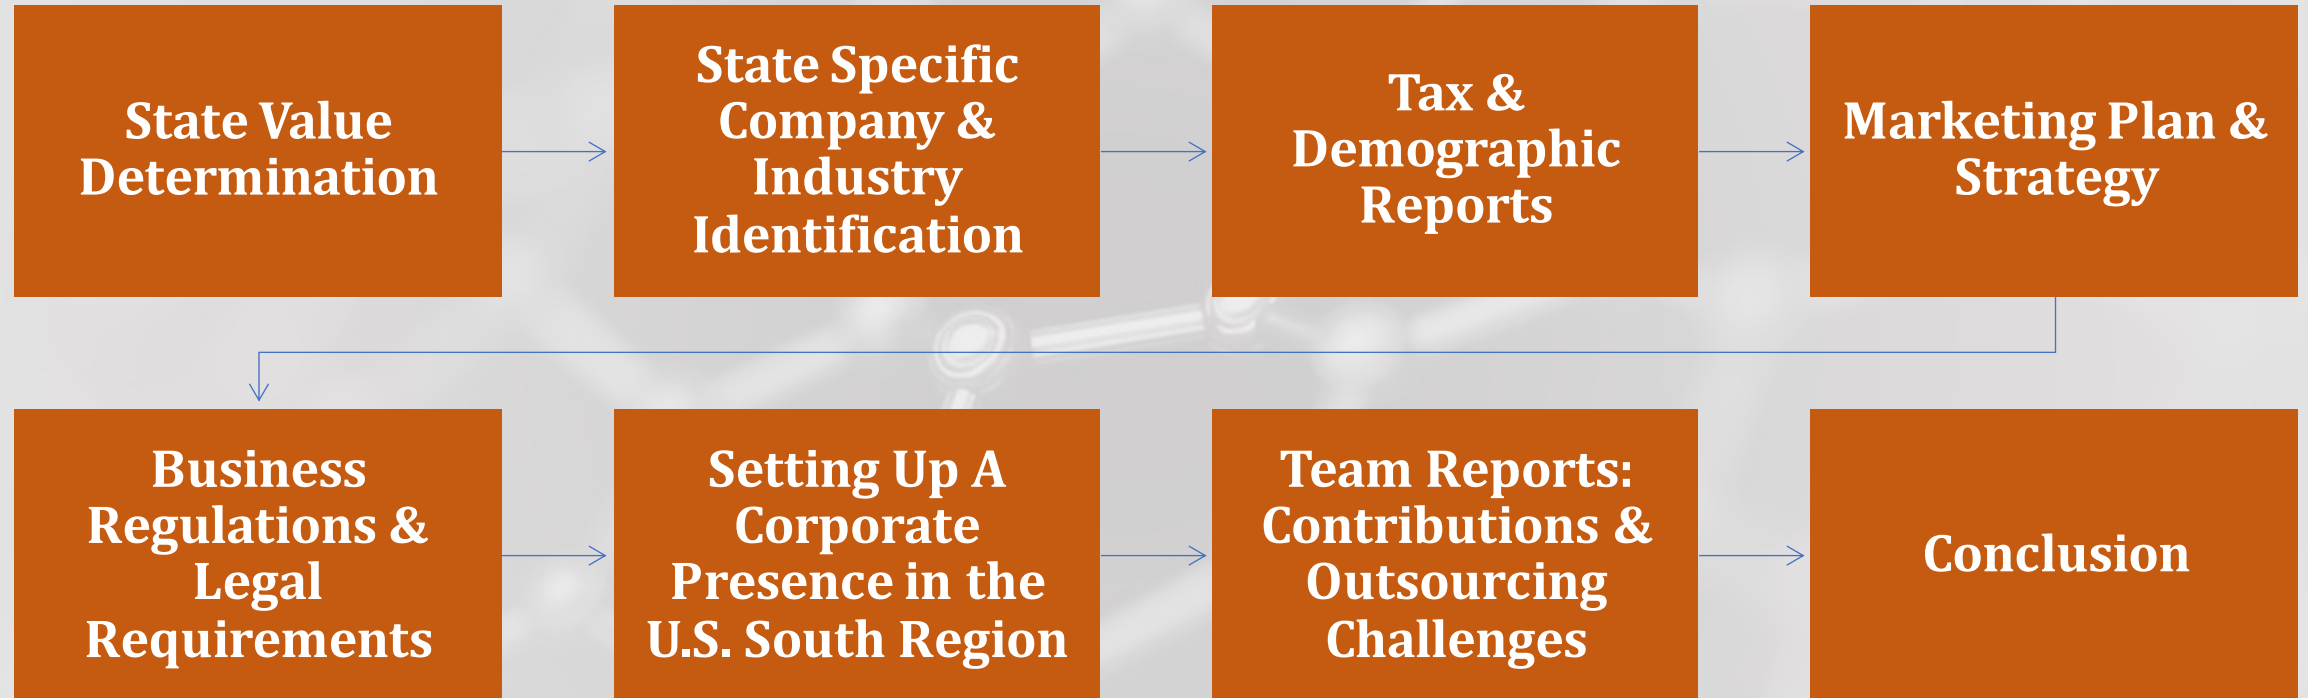 State Value
Determination
State Specific
Company &
Industry
Identification
Tax &
Demographic
Reports
Marketing Plan &
Strategy
Business
Regulations &
Legal
Requirements
Setting Up A
Corporate
Presence in the
U.S. South Region
Team Reports:
Contributions &
Outsourcing
Challenges
Conclusion